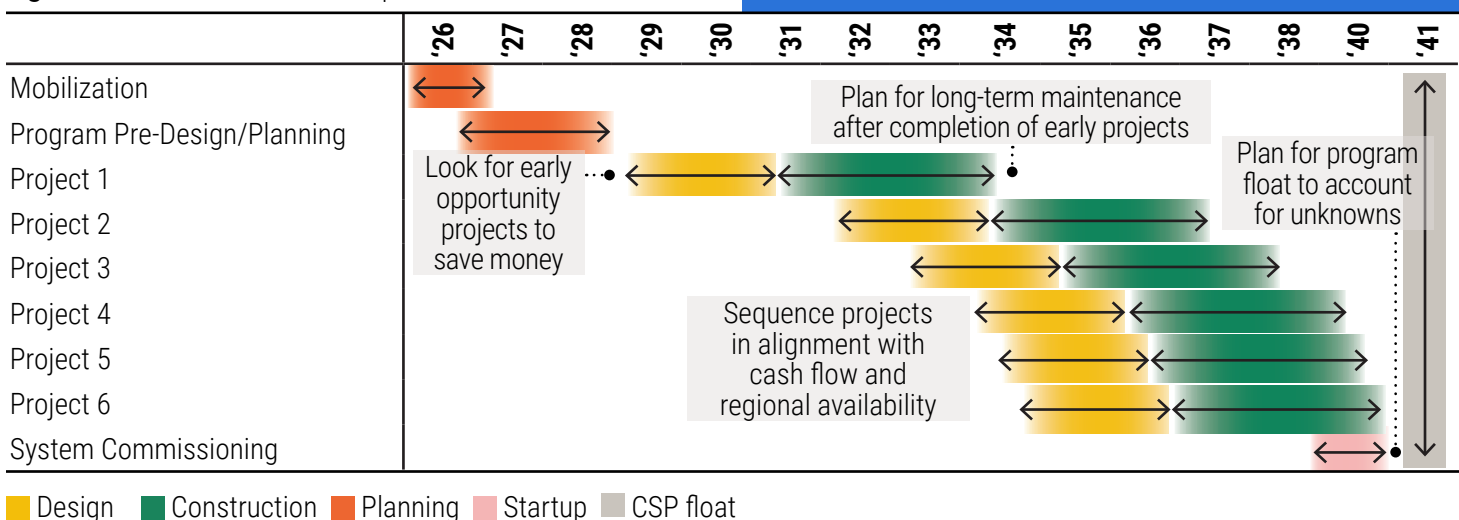 ‘26 ‘27 ‘28 ‘29 ‘30 ‘31 ‘32 ‘33 ‘34 ‘35 ‘36 ‘37 ‘38 ‘40 ‘41
Mobilization
Program Pre-Design/Planning
Project 1
Project 2
Project 3
Project 4
Project 5
Project 6
System Commissioning
Look for early
opportunity
projects to
save money
Plan for long-term maintenance
after completion of early projects
Plan for program
float to account
for unknowns
Sequence projects
in alignment with
cash flow and
regional availability
Design Construction Planning Startup CSP float